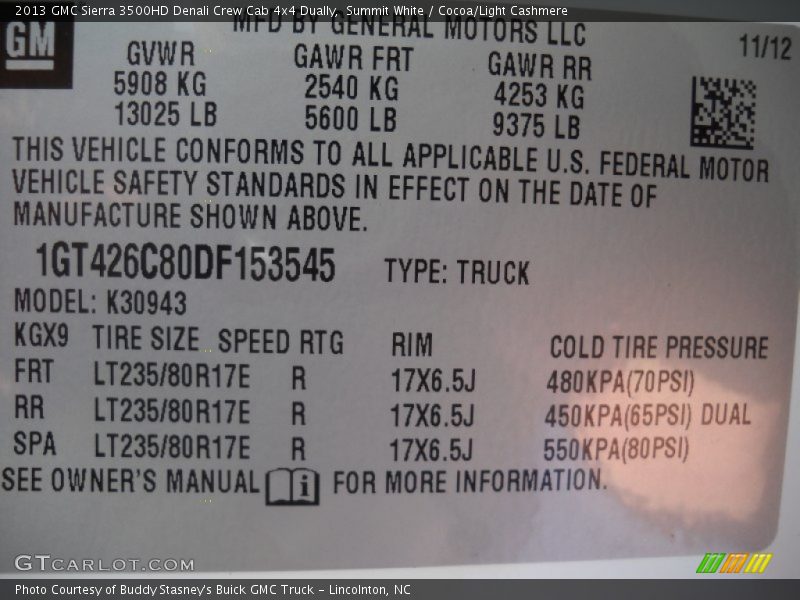 2013 GMC Sierra 3500HD Denali Crew Cab 4x4 Dually, Summit White / Cocoa/Light Cashmere
MFD BY GENERAL MOTORS LLC
GM
11/12
GVWR GAWR FRT GAWR RR
5908 KG 2540 KG 4253 KG
13025 LB 5600 LB 9375 LB
THIS VEHICLE CONFORMS TO ALL APPLICABLE U.S. FEDERAL MOTOR
VEHICLE SAFETY STANDARDS IN EFFECT ON THE DATE OF
MANUFACTURE SHOWN ABOVE.
1GT426C80DF153545 TYPE: TRUCK
MODEL: K30943
KGX9 TIRE SIZE SPEED RTG RIM COLD TIRE PRESSURE
FRT LT235/80R17E R 17X6.5J 480KPA(70PSI)
RR LT235/80R17E R 17X6.5J 450KPA(65PSI) DUAL
SPA LT235/80R17E R 17X6.5J 550KPA(80PSI)
SEE OWNER'S MANUAL i FOR MORE INFORMATION.
GTCARLOT.COM
Photo Courtesy of Buddy Stasney's Buick GMC Truck - Lincolnton, NC